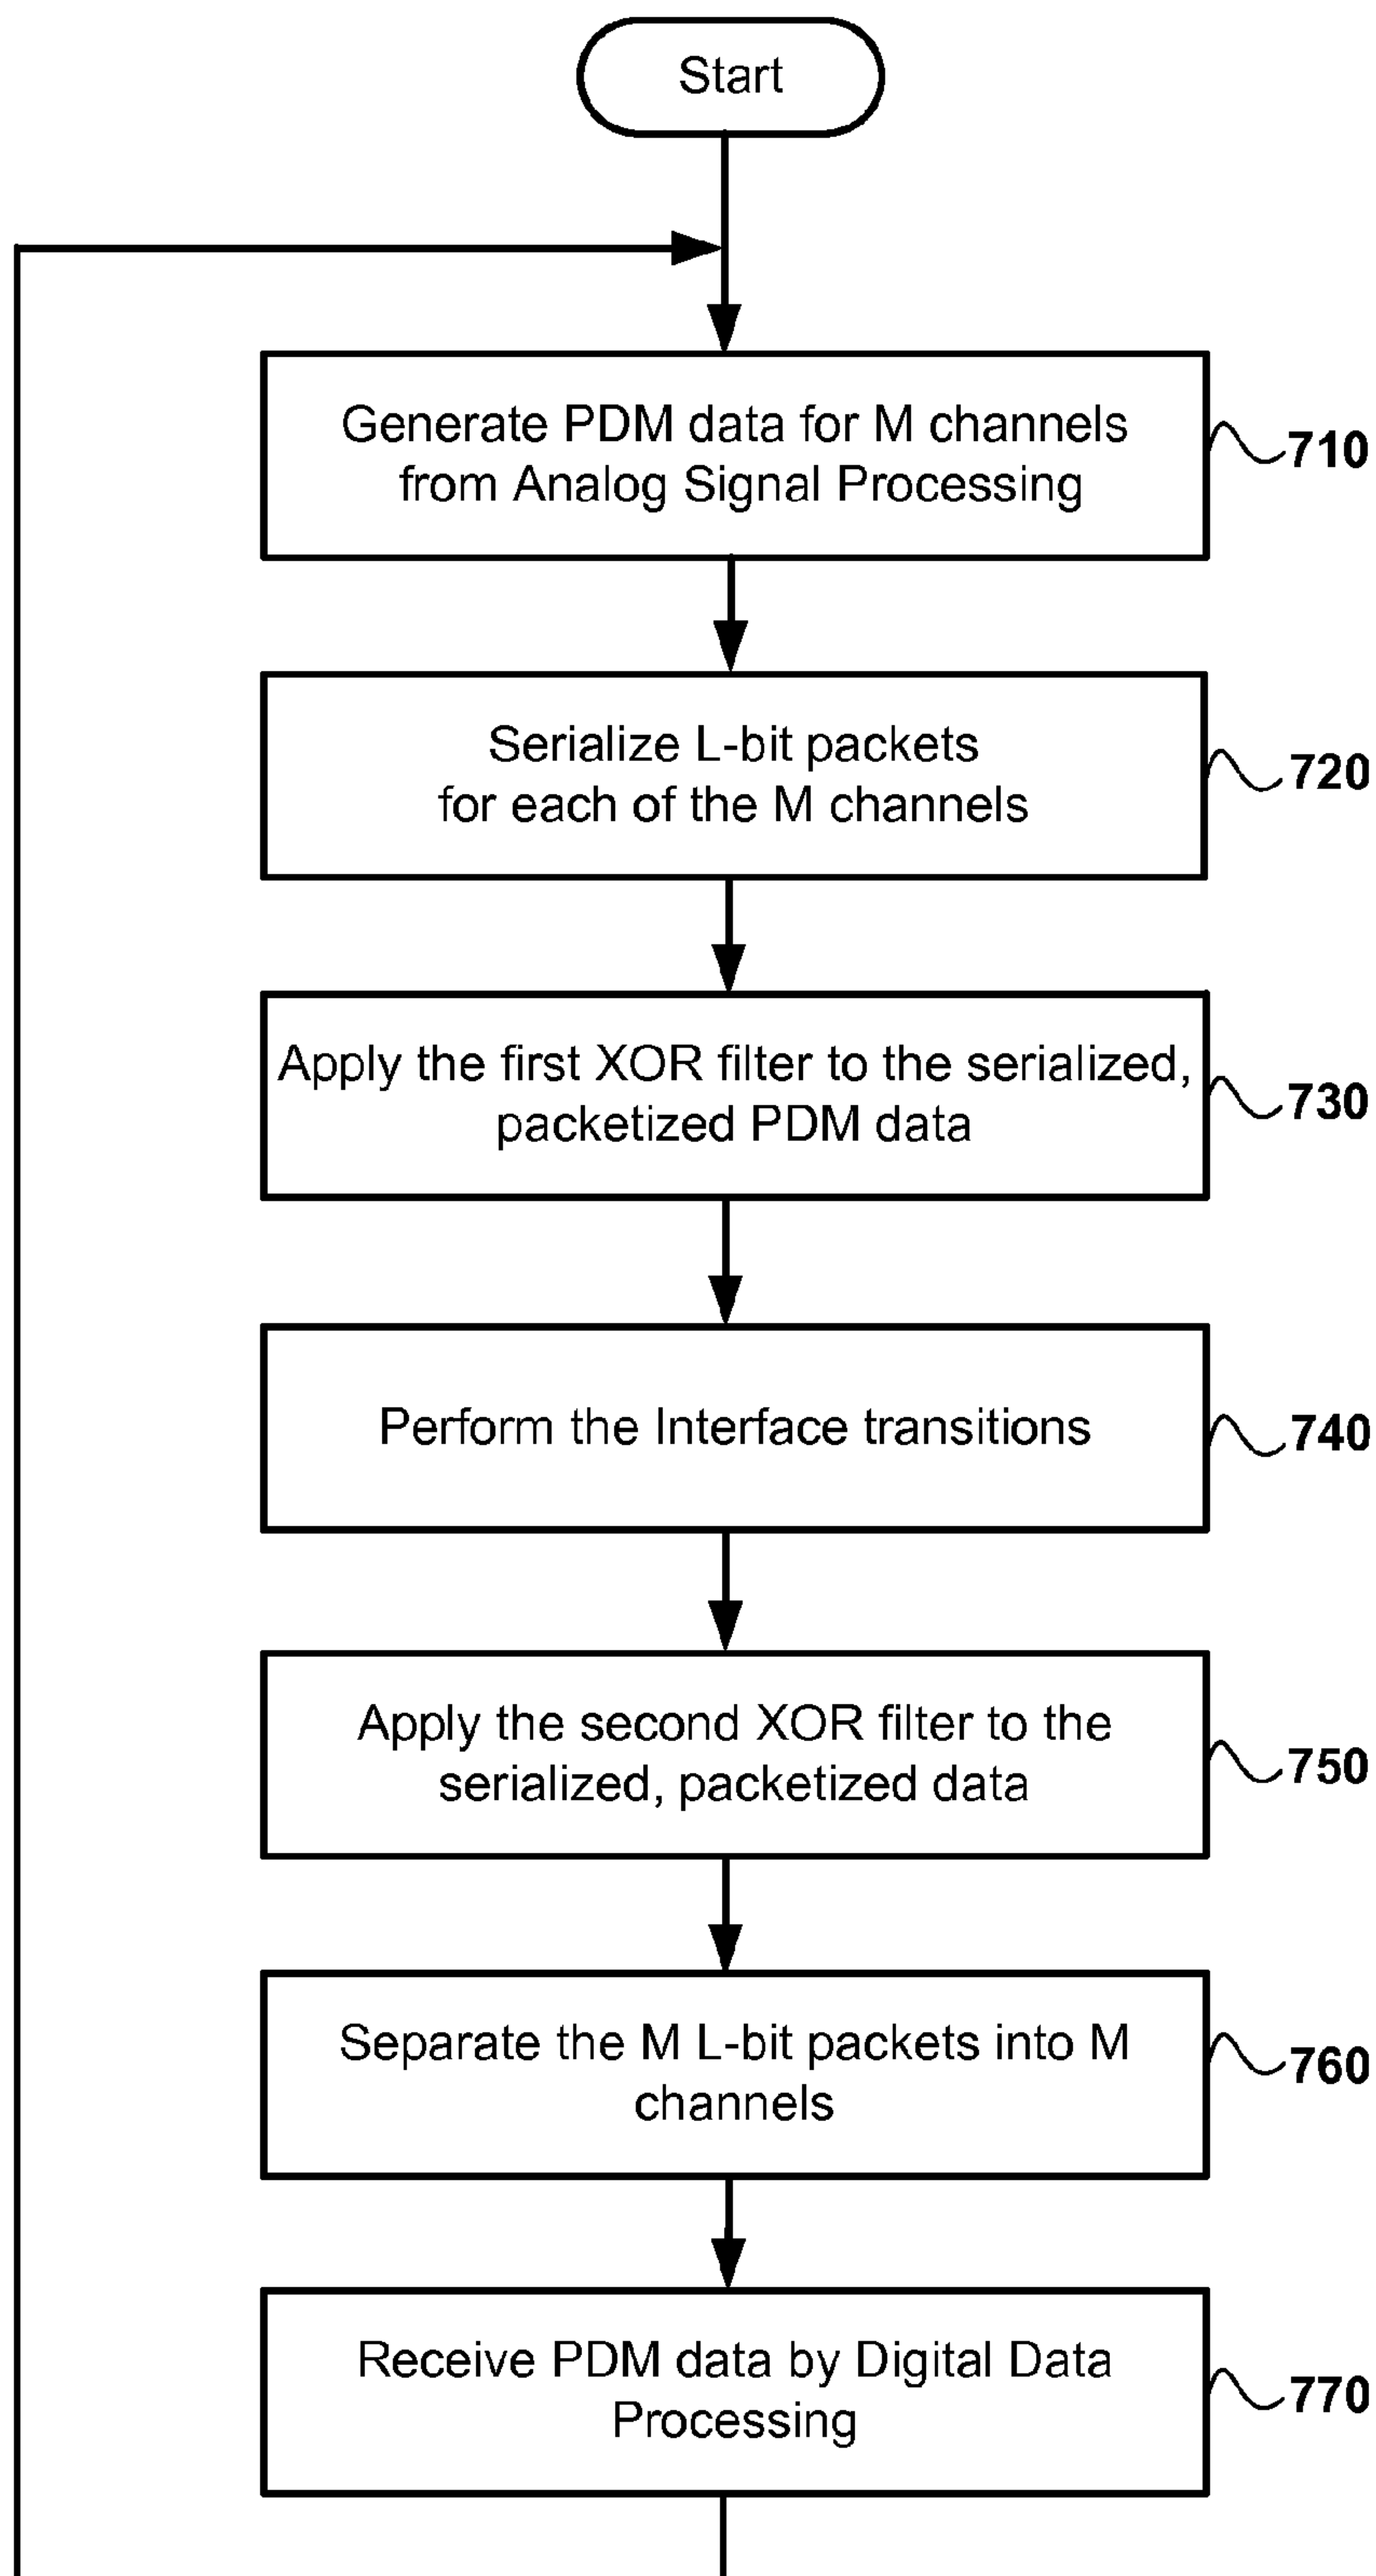 Start
Generate PDM data for M channels
from Analog Signal Processing
710
Serialize L-bit packets
for each of the M channels
720
Apply the first XOR filter to the serialized,
packetized PDM data
730
Perform the Interface transitions
740
Apply the second XOR filter to the
serialized, packetized data
750
Separate the M L-bit packets into M
channels
760
Receive PDM data by Digital Data
Processing
770